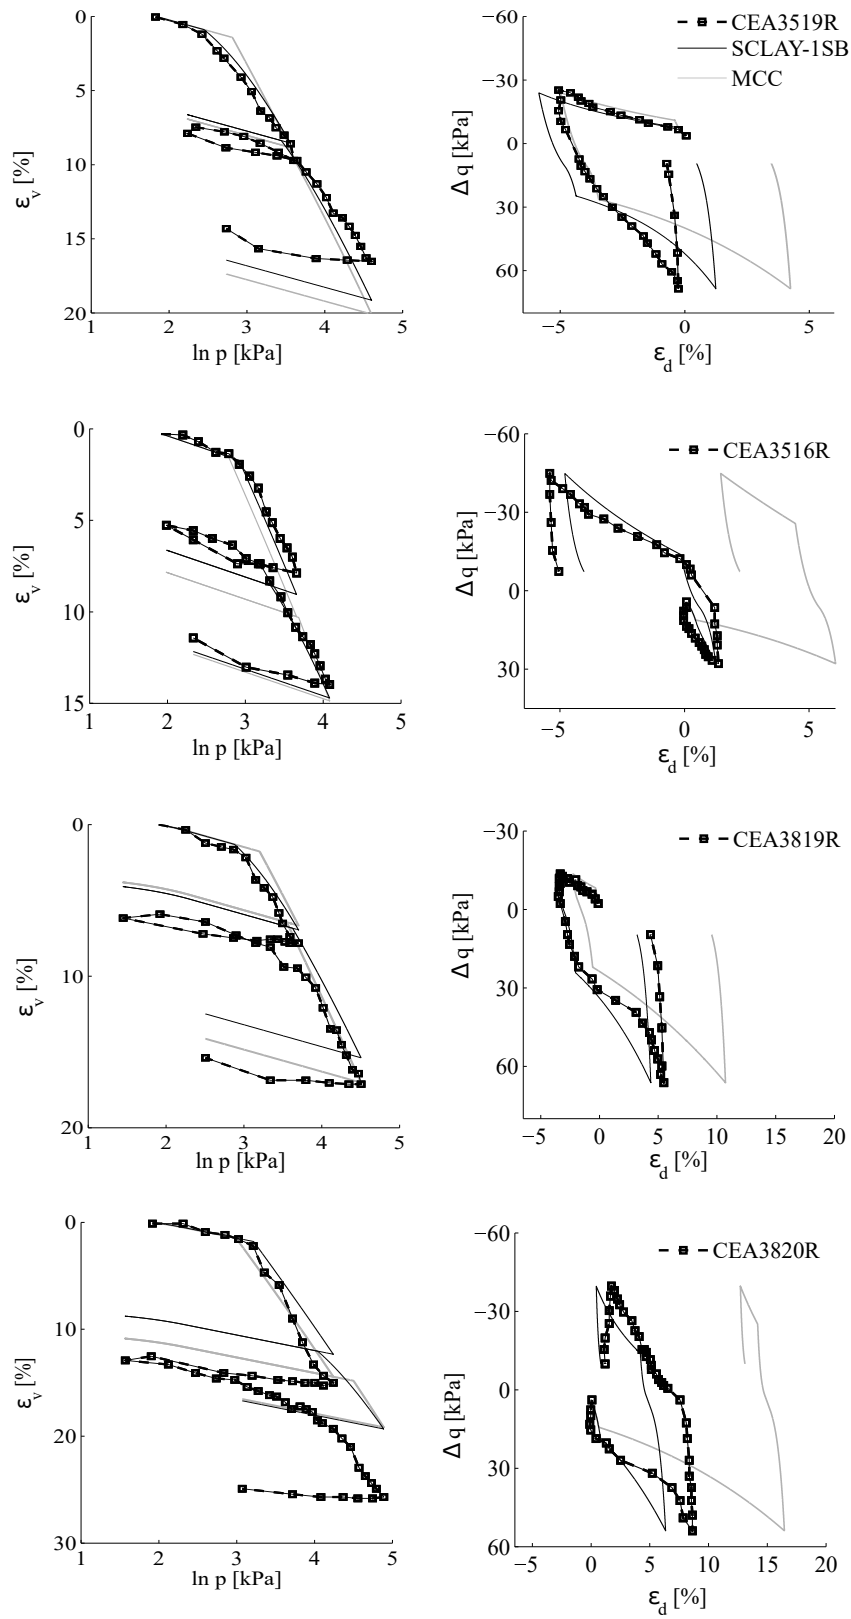 0
5
10
15
20
ε_v [%]
1 2 3 4 5
ln p [kPa]
−60
−30
0
30
60
Δ q [kPa]
−5 0 5
ε_d [%]
CEA3519R
SCLAY-1SB
MCC
0
5
10
15
ε_v [%]
1 2 3 4 5
ln p [kPa]
−60
−30
0
30
Δ q [kPa]
−5 0 5
ε_d [%]
CEA3516R
0
10
20
ε_v [%]
1 2 3 4 5
ln p [kPa]
−30
0
30
60
Δ q [kPa]
−5 0 5 10 15 20
ε_d [%]
CEA3819R
0
10
20
30
ε_v [%]
1 2 3 4 5
ln p [kPa]
−60
−30
0
30
60
Δ q [kPa]
−5 0 5 10 15 20
ε_d [%]
CEA3820R